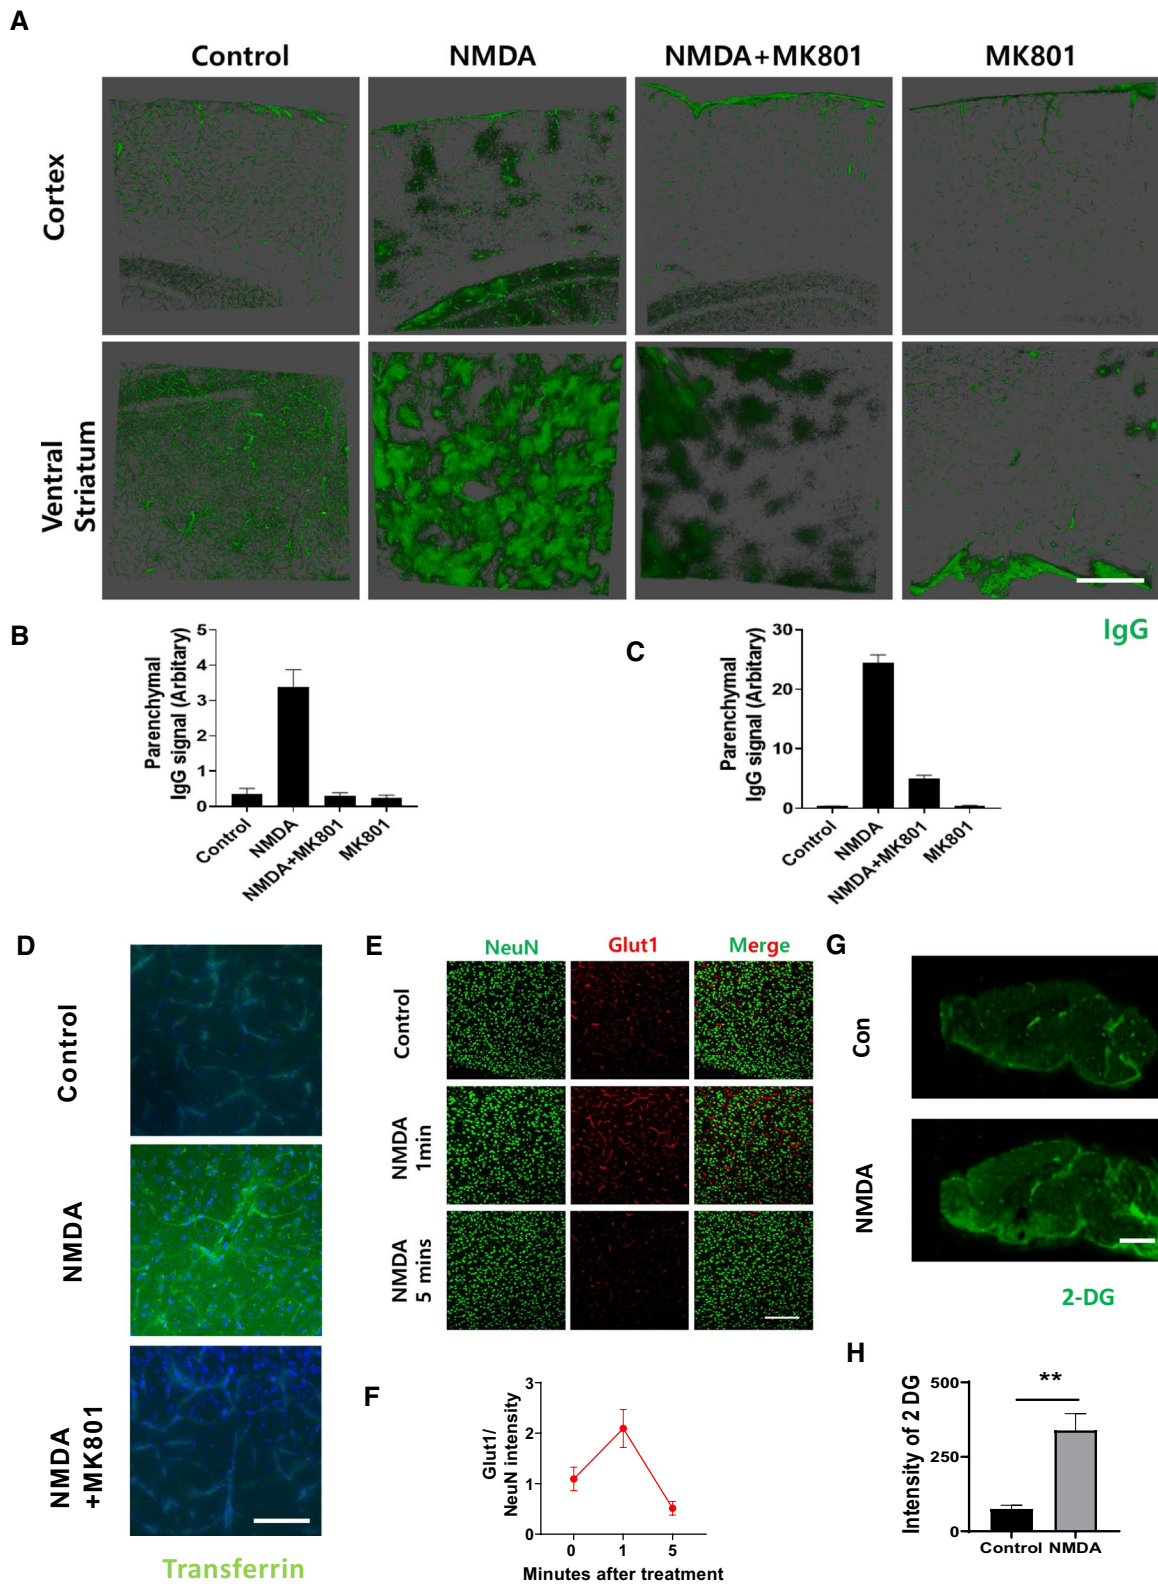 A
Control
NMDA
NMDA+MK801
MK801
Cortex
Ventral
Striatum
IgG
B
Parenchymal
IgG signal (Arbitary)
5
4
3
2
1
0
Control
NMDA
NMDA+MK801
MK801
C
Parenchymal
IgG signal (Arbitary)
30
20
10
0
Control
NMDA
NMDA+MK801
MK801
D
Control
NMDA
NMDA
+MK801
Transferrin
E
NeuN
Glut1
Merge
Control
NMDA
1min
NMDA
5 mins
F
Glut1/
NeuN intensity
3
2
1
0
0
1
5
Minutes after treatment
G
Con
NMDA
2-DG
H
Intensity of 2 DG
500
250
0
**
Control
NMDA